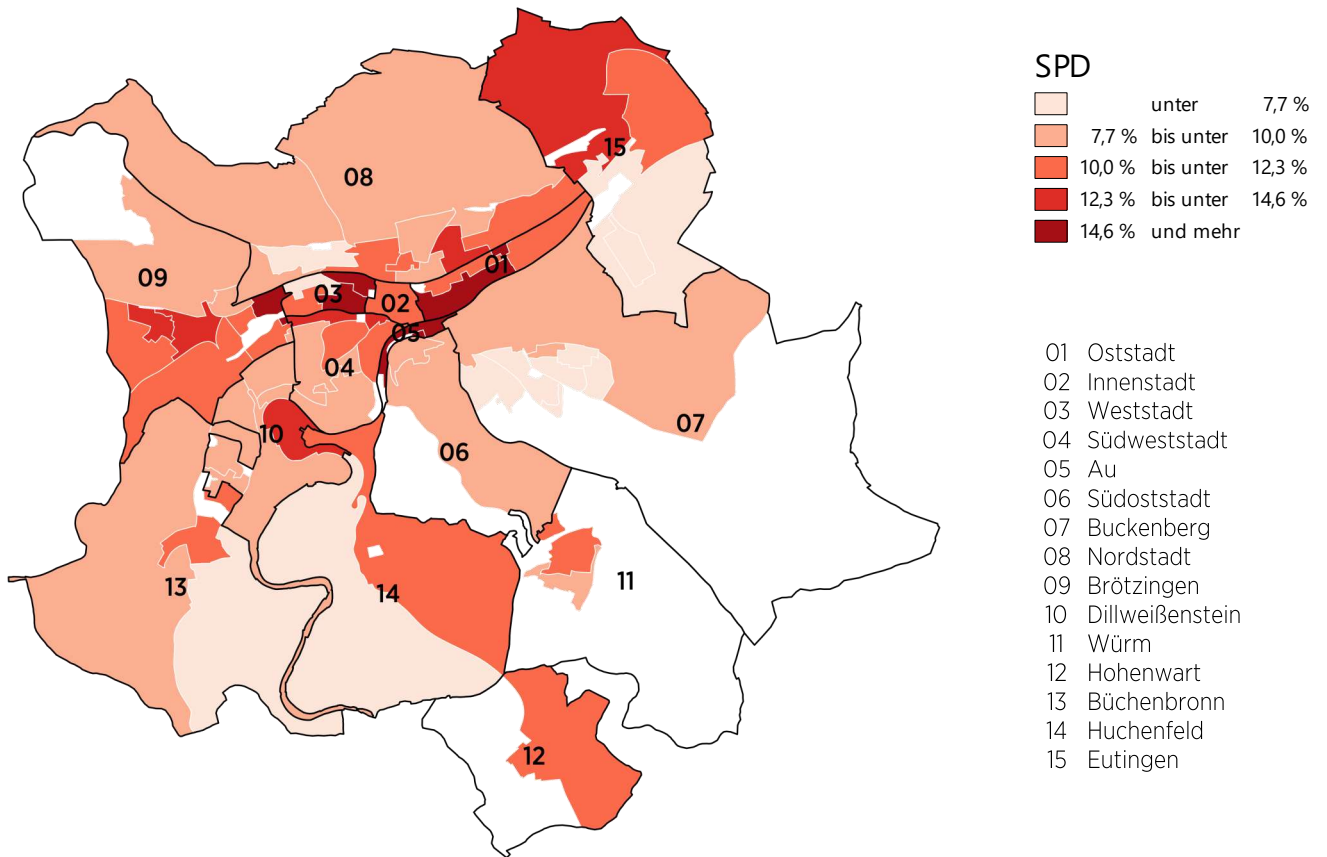 SPD
unter 7,7 %
7,7 % bis unter 10,0 %
10,0 % bis unter 12,3 %
12,3 % bis unter 14,6 %
14,6 % und mehr
15
08
01
09
03
02
05
04
07
10
06
11
13
14
12
01 Oststadt
02 Innenstadt
03 Weststadt
04 Südweststadt
05 Au
06 Südoststadt
07 Buckenberg
08 Nordstadt
09 Brötzingen
10 Dillweißenstein
11 Würm
12 Hohenwart
13 Büchenbronn
14 Huchenfeld
15 Eutingen